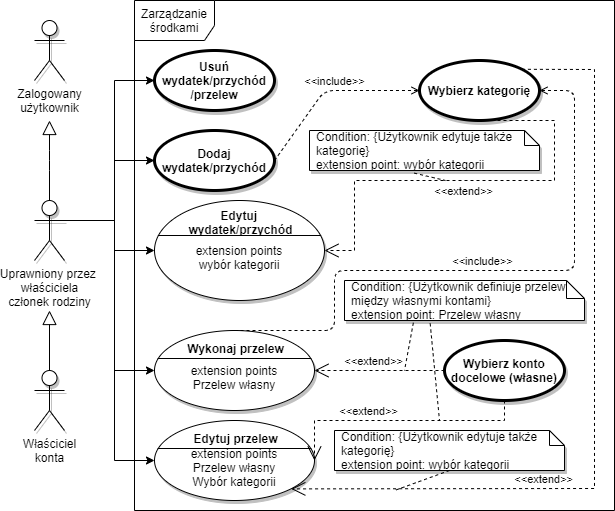 Zarządzanie
środkami
Zalogowany
użytkownik
Usuń
wydatek/przychód
/przelew
<<include>>
Wybierz kategorię
Dodaj
wydatek/przychód
Condition: {Użytkownik edytuje także
kategorię}
extension point: wybór kategorii
<<extend>>
Edytuj
wydatek/przychód
extension points
wybór kategorii
Uprawniony przez
właściciela
członek rodziny
<<include>>
Condition: {Użytkownik definiuje przelew
między własnymi kontami}
extension point: Przelew własny
Wykonaj przelew
extension points
Przelew własny
<<extend>>
Wybierz konto
docelowe (własne)
<<extend>>
Właściciel
konta
Edytuj przelew
extension points
Przelew własny
Wybór kategorii
Condition: {Użytkownik edytuje także
kategorię}
extension point: wybór kategorii
<<extend>>